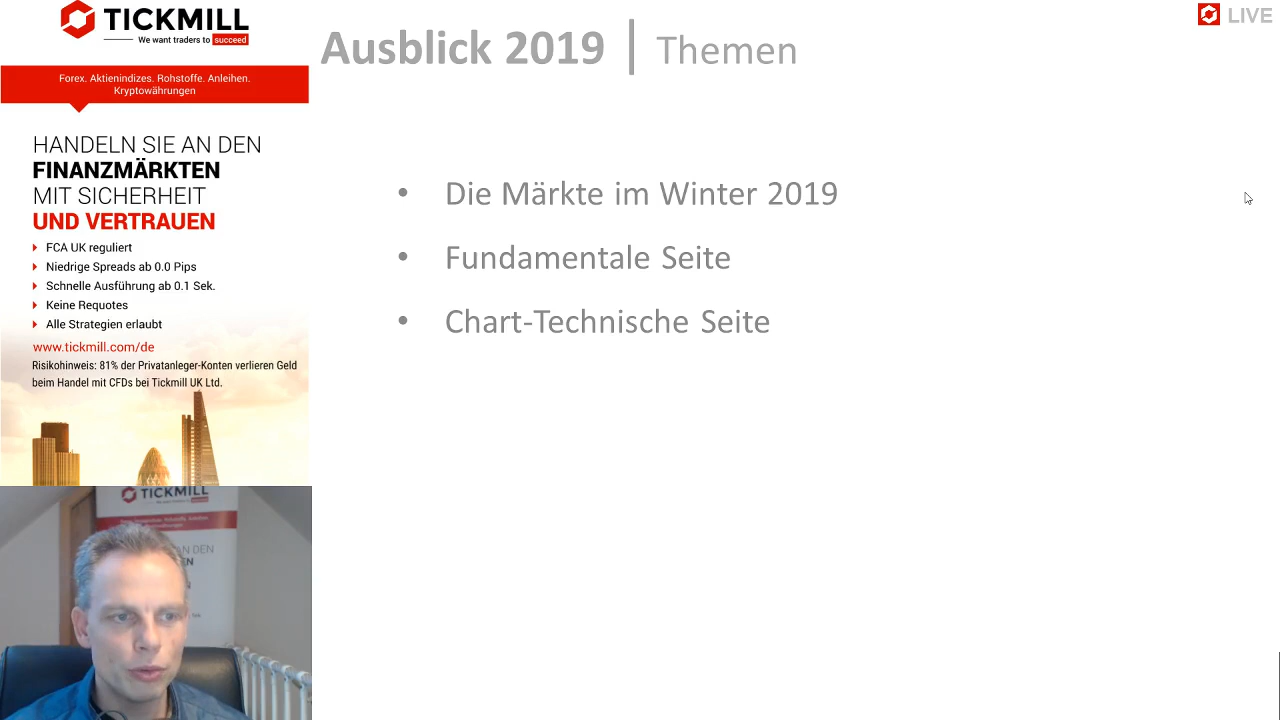 TICKMILL
We want traders to succeed
Forex. Aktienindizes. Rohstoffe. Anleihen.
Kryptowährungen
HANDELN SIE AN DEN
FINANZMÄRKTEN
MIT SICHERHEIT
UND VERTRAUEN
FCA UK reguliert
Niedrige Spreads ab 0.0 Pips
Schnelle Ausführung ab 0.1 Sek.
Keine Requotes
Alle Strategien erlaubt
www.tickmill.com/de
Risikohinweis: 81% der Privatanleger-Konten verlieren Geld
beim Handel mit CFDs bei Tickmill UK Ltd.
Ausblick 2019 | Themen
LIVE
• Die Märkte im Winter 2019
• Fundamentale Seite
• Chart-Technische Seite
TICKMILL
AN DEN